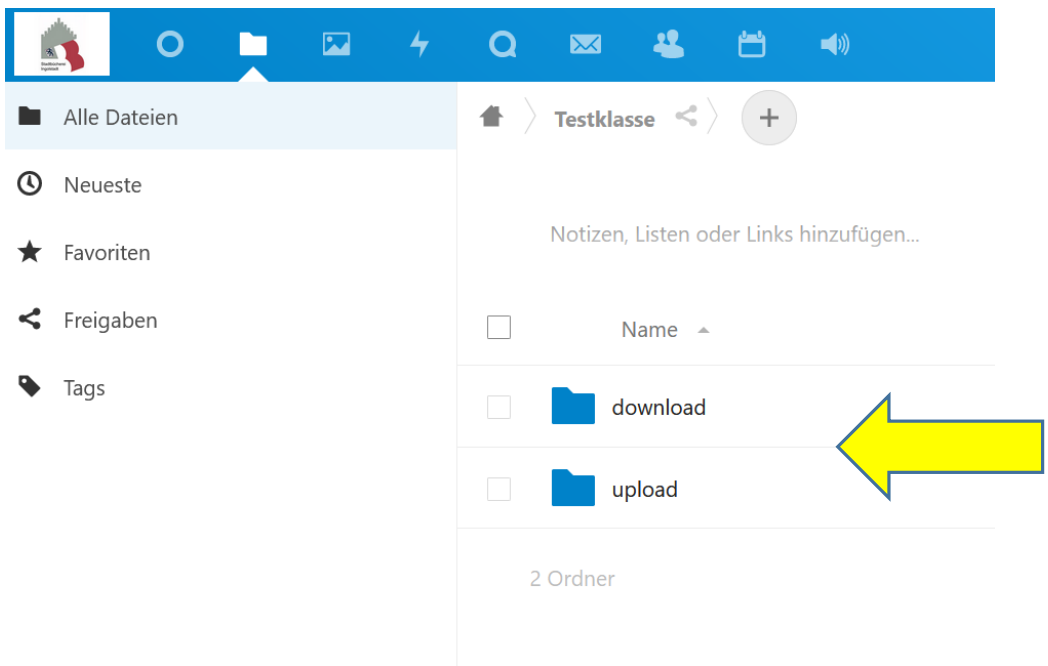 Alle Dateien
Neueste
Favoriten
Freigaben
Tags
Testklasse
Notizen, Listen oder Links hinzufügen...
Name
download
upload
2 Ordner